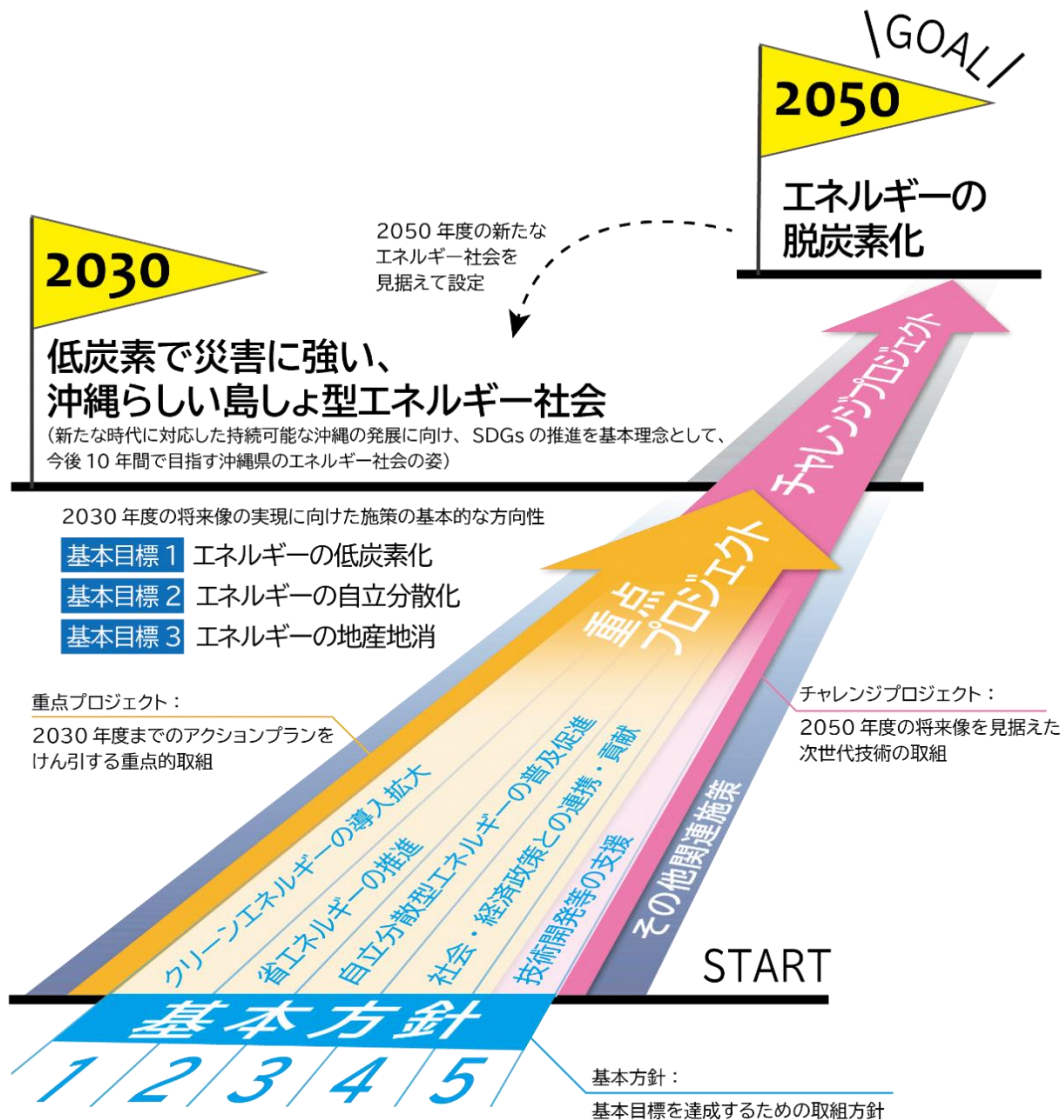 \GOAL/
2050
エネルギーの
脱炭素化
2050 年度の新たな
エネルギー社会を
見据えて設定
2030
低炭素で災害に強い、
沖縄らしい島しょ型エネルギー社会
(新たな時代に対応した持続可能な沖縄の発展に向け、SDGs の推進を基本理念として、
今後 10 年間で目指す沖縄県のエネルギー社会の姿)
2030 年度の将来像の実現に向けた施策の基本的な方向性
基本目標 1 エネルギーの低炭素化
基本目標 2 エネルギーの自立分散化
基本目標 3 エネルギーの地産地消
チャレンジプロジェクト
重点
プロジェクト
重点プロジェクト：
2030 年度までのアクションプランを
けん引する重点的取組
チャレンジプロジェクト：
2050 年度の将来像を見据えた
次世代技術の取組
クリーンエネルギーの導入拡大
省エネルギーの推進
自立分散型エネルギーの普及促進
社会・経済政策との連携・貢献
技術開発等の支援
その他関連施策
START
基本方針
1 2 3 4 5
基本方針：
基本目標を達成するための取組方針